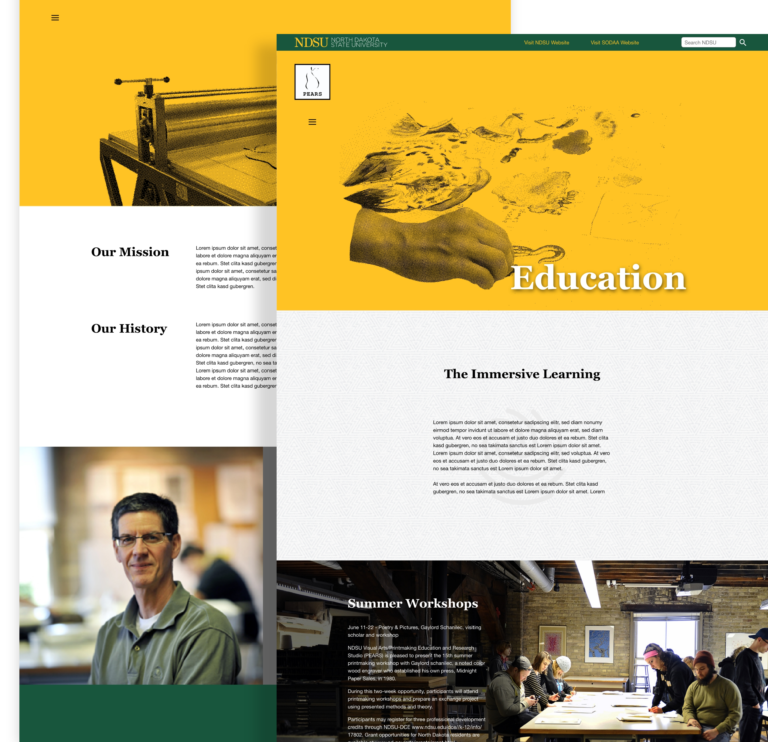 Our Mission
Lorem ipsum dolor sit amet, conset
labore et dolore magna aliquyam er
ea rebum. Stet clita kasd gubergren
ipsum dolor sit amet, consetetur sa
dolore magna aliquyam erat, sed di
Stet clita kasd gubergren.
Our History
Lorem ipsum dolor sit amet, conset
labore et dolore magna aliquyam er
ea rebum. Stet clita kasd gubergren
ipsum dolor sit amet, consetetur sa
dolore magna aliquyam erat, sed di
Stet clita kasd gubergren, no sea ta
Lorem ipsum dolor sit amet, conset
labore et dolore magna aliquyam er
ea rebum. Stet clita kasd gubergren
NDSU NORTH DAKOTA
STATE UNIVERSITY
Visit NDSU Website
Visit SODAA Website
Search NDSU
PEARS
Education
The Immersive Learning
Lorem ipsum dolor sit amet, consetetur sadipscing elitr, sed diam nonumy
eirmod tempor invidunt ut labore et dolore magna aliquyam erat, sed diam
voluptua. At vero eos et accusam et justo duo dolores et ea rebum. Stet clita
kasd gubergren, no sea takimata sanctus est Lorem ipsum dolor sit amet.
Lorem ipsum dolor sit amet, consetetur sadipscing elitr, sed voluptua. At vero
eos et accusam et justo duo dolores et ea rebum. Stet clita kasd gubergren,
no sea takimata sanctus est Lorem ipsum dolor sit amet.
At vero eos et accusam et justo duo dolores et ea rebum. Stet clita kasd
gubergren, no sea takimata sanctus est Lorem ipsum dolor sit amet. Lorem
Summer Workshops
June 11-22 - Poetry & Pictures, Gaylord Schanilec, visiting
scholar and workshop
NDSU Visual Arts/Printmaking Education and Research
Studio (PEARS) is pleased to present the 19th summer
printmaking workshop with Gaylord schanilec, a noted color
wood engraver who established his own press, Midnight
Paper Sales, in 1980.
During this two-week opportunity, participants will attend
printmaking workshops and prepare an exchange project
using presented methods and theory.
Participants may register for three professional development
credits through NDSU-DCE www.ndsu.edu/dce/k-12/info/
17802. Grant opportunities for North Dakota residents are